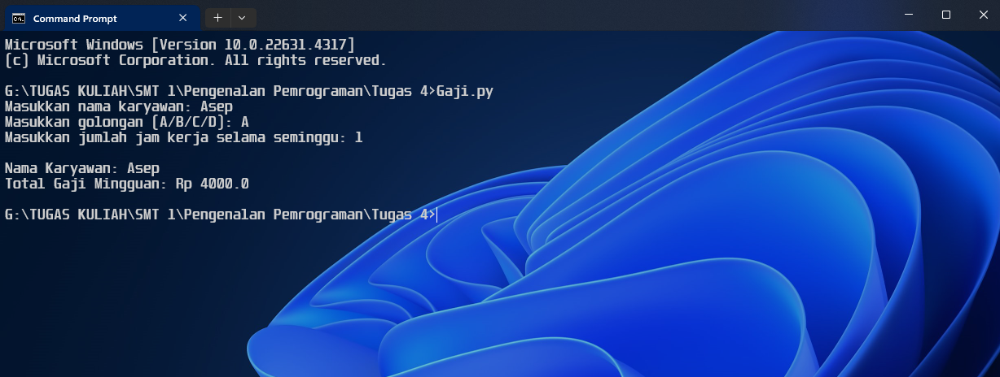 Command Prompt
Microsoft Windows [Version 10.0.22631.4317]
(c) Microsoft Corporation. All rights reserved.
G:\TUGAS KULIAH\SMT 1\Pengenalan Pemrograman\Tugas 4>Gaji.py
Masukkan nama karyawan: Asep
Masukkan golongan (A/B/C/D): A
Masukkan jumlah jam kerja selama seminggu: 1
Nama Karyawan: Asep
Total Gaji Mingguan: Rp 4000.0
G:\TUGAS KULIAH\SMT 1\Pengenalan Pemrograman\Tugas 4>